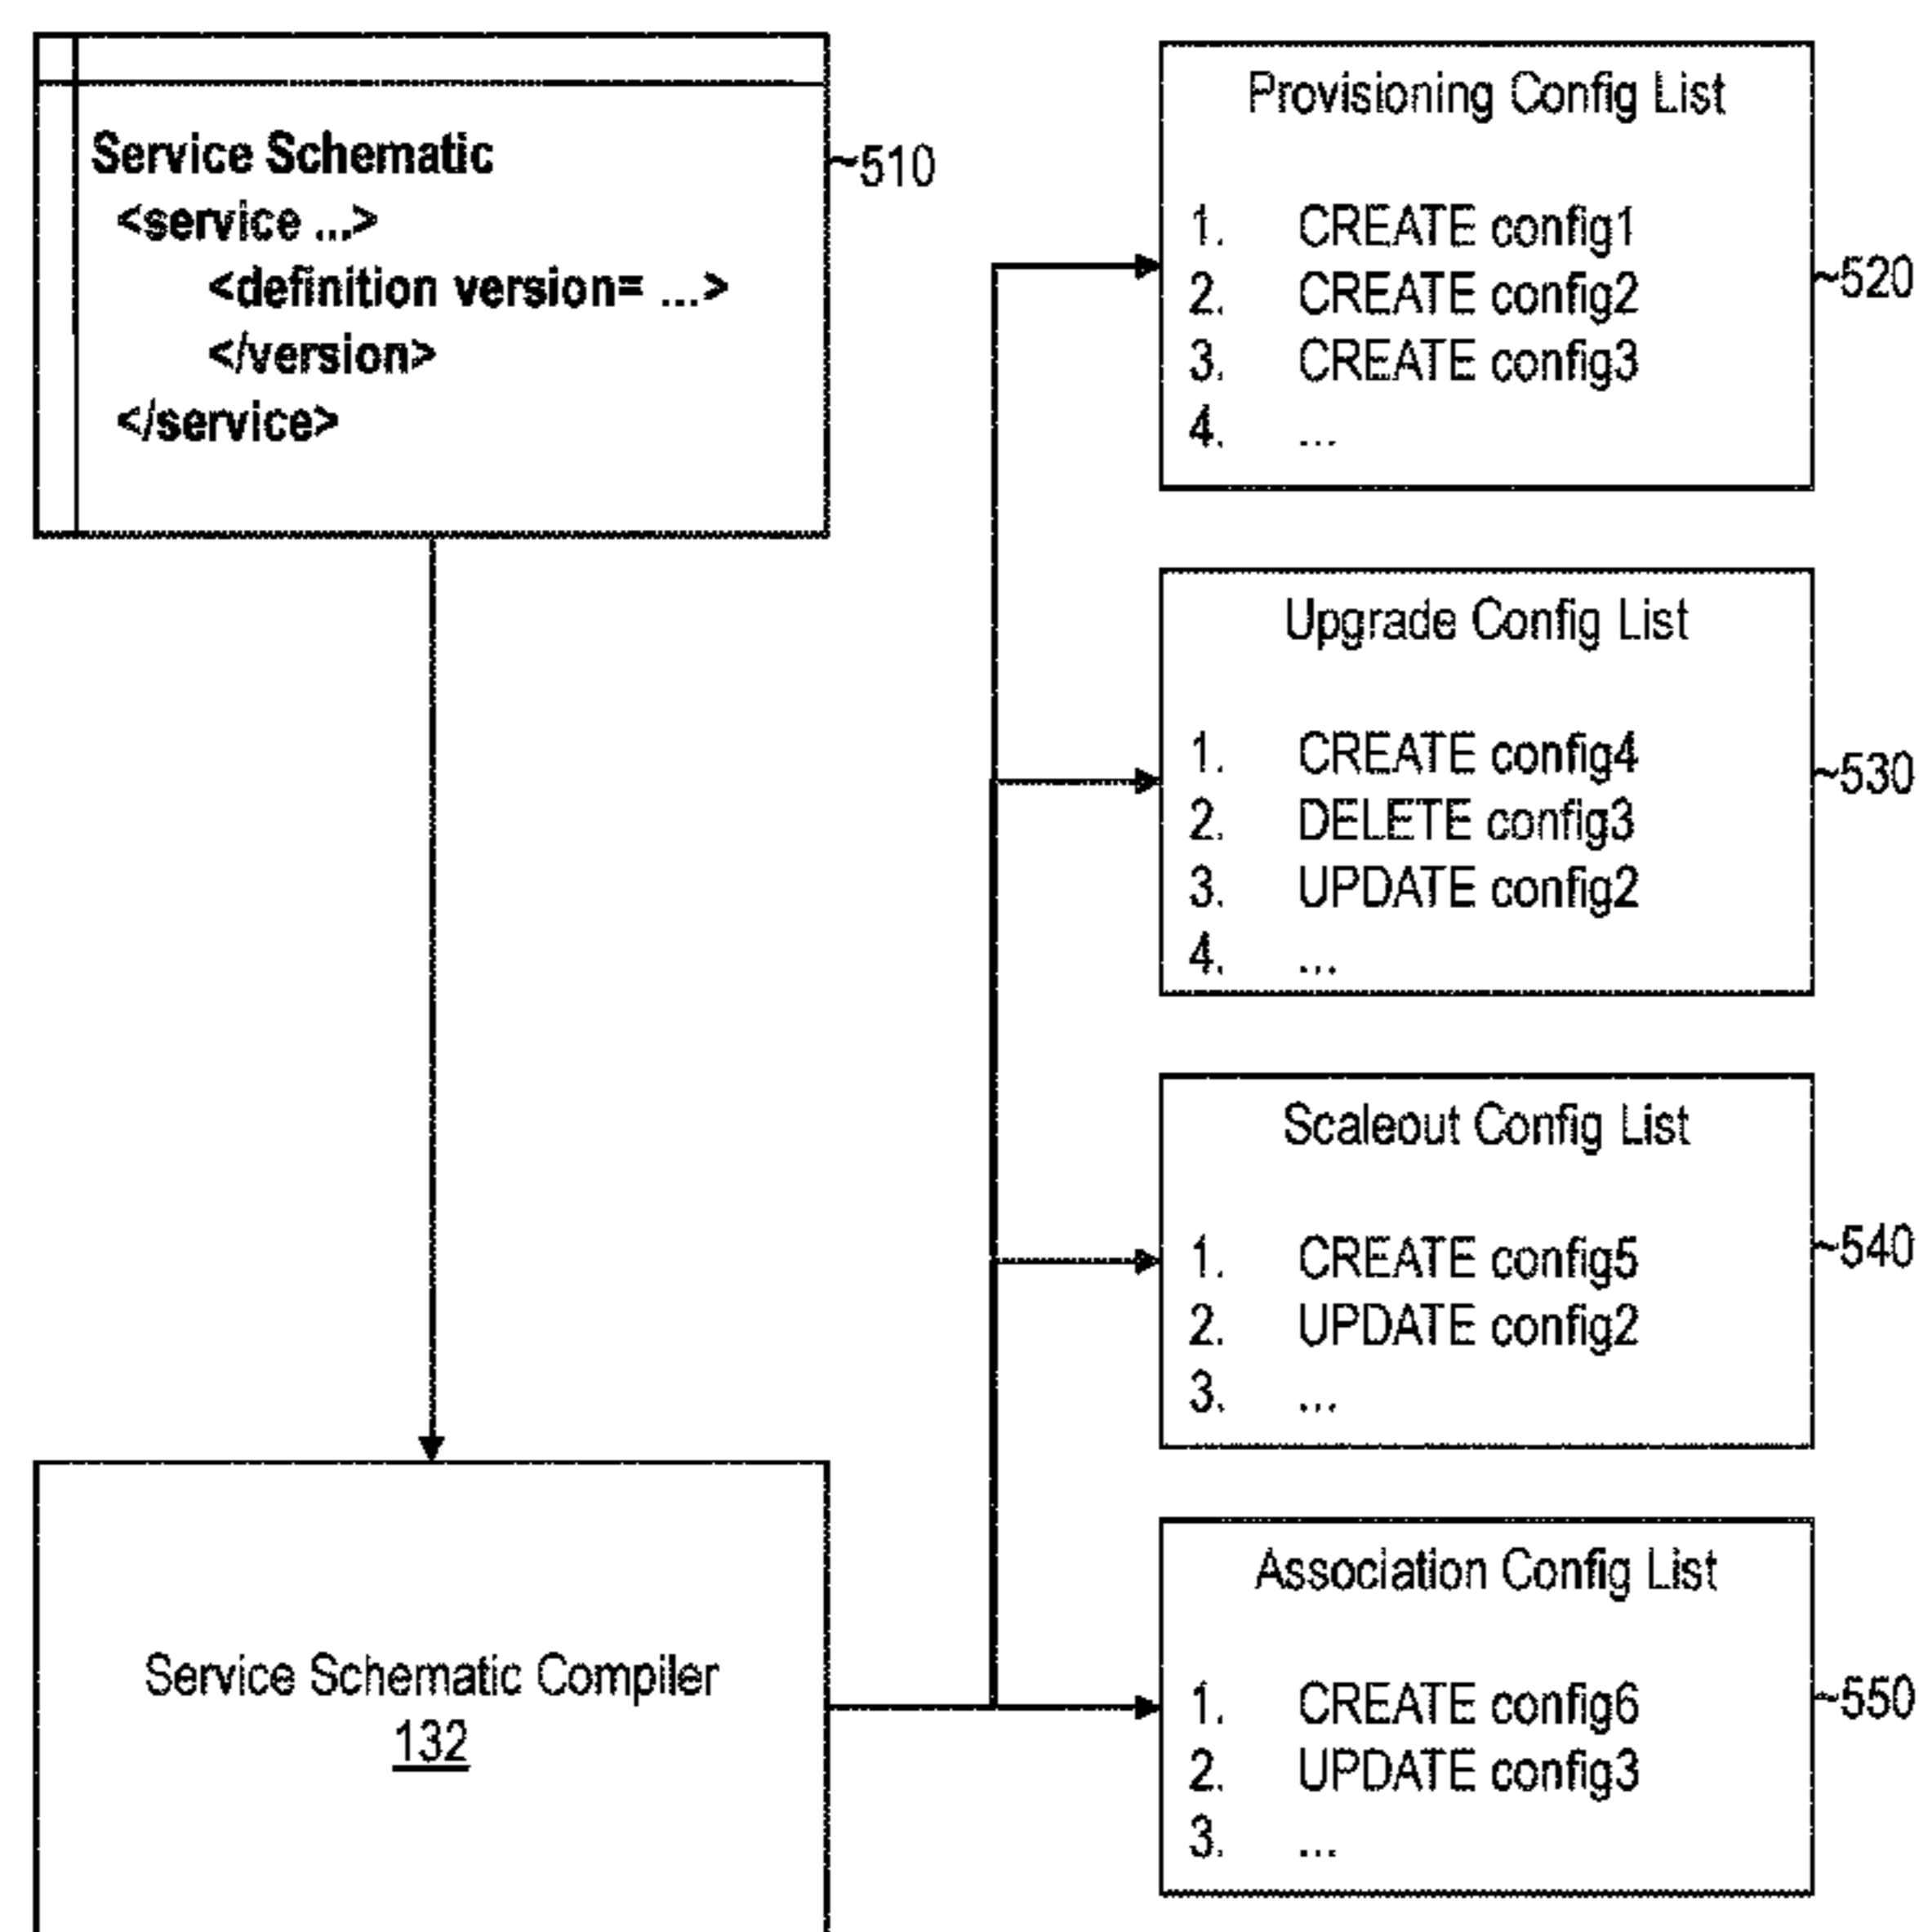 Service Schematic
<service ...>
<definition version= ...>
</version>
</service>
~510
Service Schematic Compiler
132
Provisioning Config List
1. CREATE config1
2. CREATE config2
3. CREATE config3
4. ...
~520
Upgrade Config List
1. CREATE config4
2. DELETE config3
3. UPDATE config2
4. ...
~530
Scaleout Config List
1. CREATE config5
2. UPDATE config2
3. ...
~540
Association Config List
1. CREATE config6
2. UPDATE config3
3. ...
~550